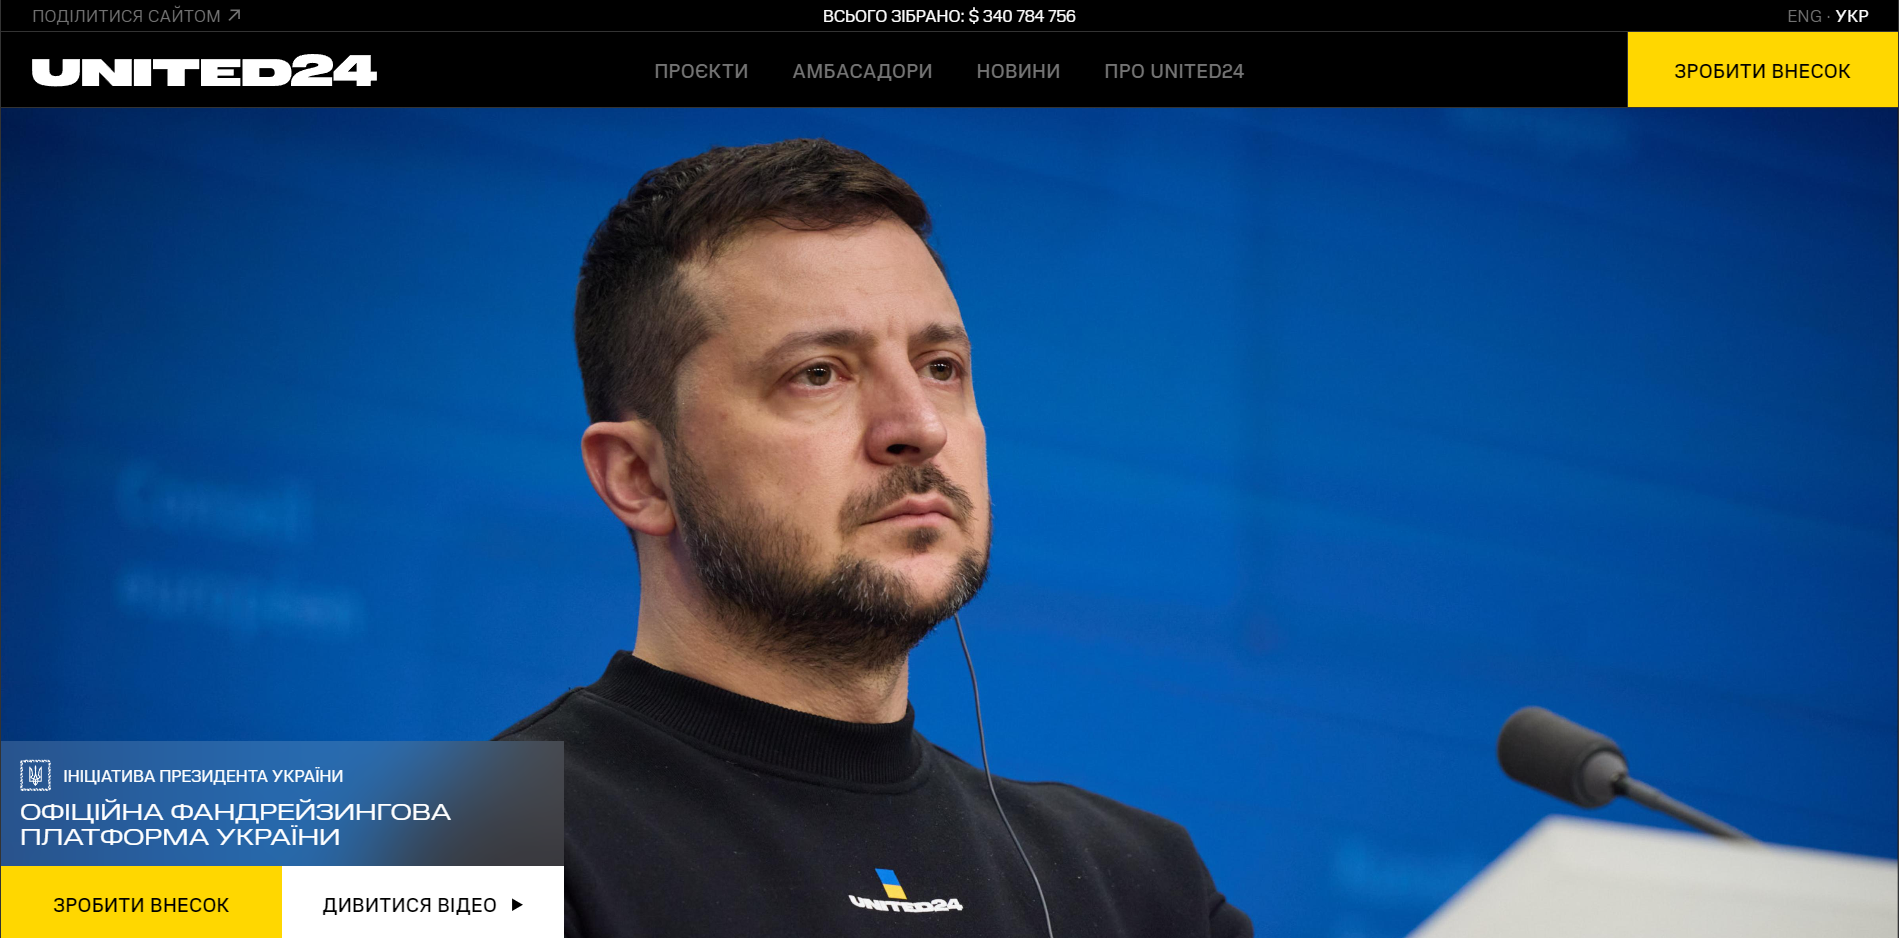 ПОДІЛИТИСЯ САЙТОМ
ВСЬОГО ЗІБРАНО: $ 340 784 756
ENG · УКР
UNITED24
ПРОЄКТИ
АМБАСАДОРИ
НОВИНИ
ПРО UNITED24
ЗРОБИТИ ВНЕСОК
ІНІЦІАТИВА ПРЕЗИДЕНТА УКРАЇНИ
ОФІЦІЙНА ФАНДРЕЙЗИНГОВА
ПЛАТФОРМА УКРАЇНИ
ЗРОБИТИ ВНЕСОК
ДИВИТИСЯ ВІДЕО
UNITED24